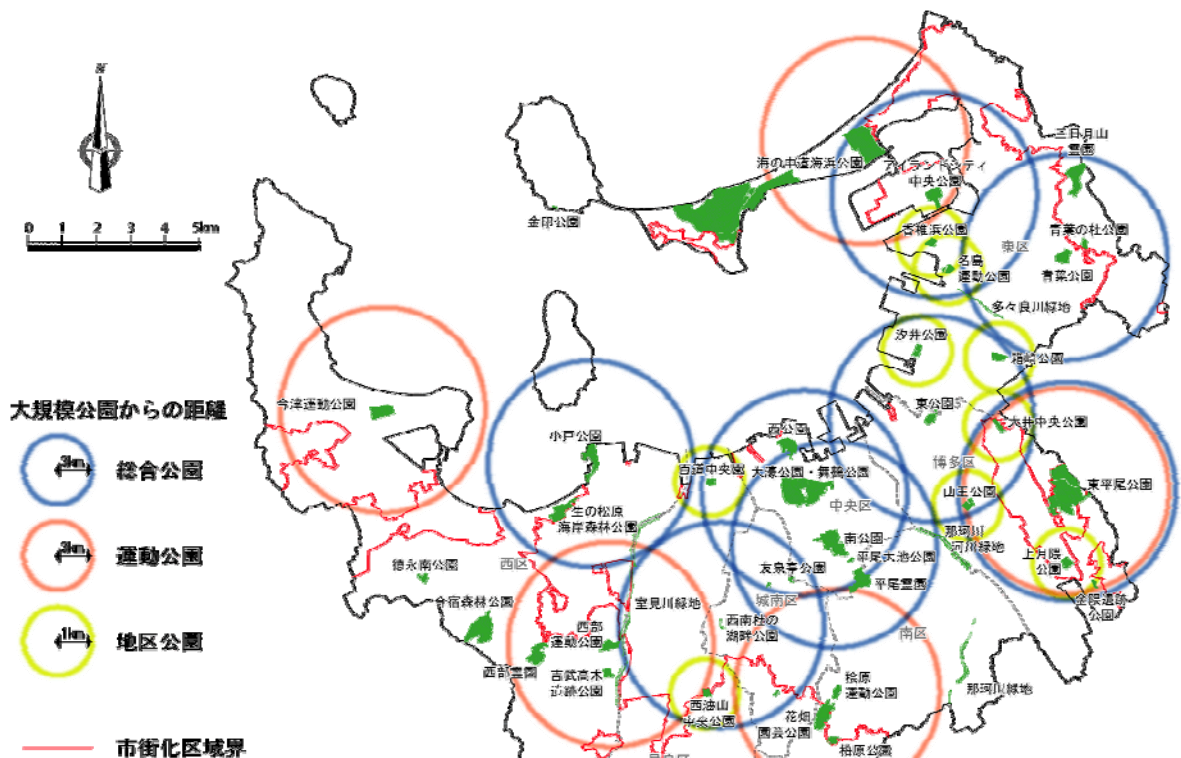 N
0 1 2 3 4 5km
大規模公園からの距離
3km
総合公園
3km
運動公園
1km
地区公園
市街化区域界
三日月山
霊園
海の中道海浜公園
アイランドシティ
中央公園
金印公園
香椎浜公園
青葉の杜公園
東区
名島
運動公園
青葉公園
多々良川緑地
汐井公園
箱崎公園
今津運動公園
東公園
大井中央公園
小戸公園
西公園
百道中央園
大濠公園・舞鶴公園
博多区
東平尾公園
山王公園
生の松原
海岸森林公園
中央区
那珂川
河川緑地
南公園
上月隈
公園
平尾大池公園
徳永南公園
西区
友泉亭公園
平尾霊園
金隈遺跡
公園
今宿森林公園
室見川緑地
城南区
西部
運動公園
西南杜の
湖畔公園
南区
西部霊園
吉武高木
遺跡公園
桧原
運動公園
那珂川緑地
西油山
中央公園
花畑
園芸公園
柏原公園